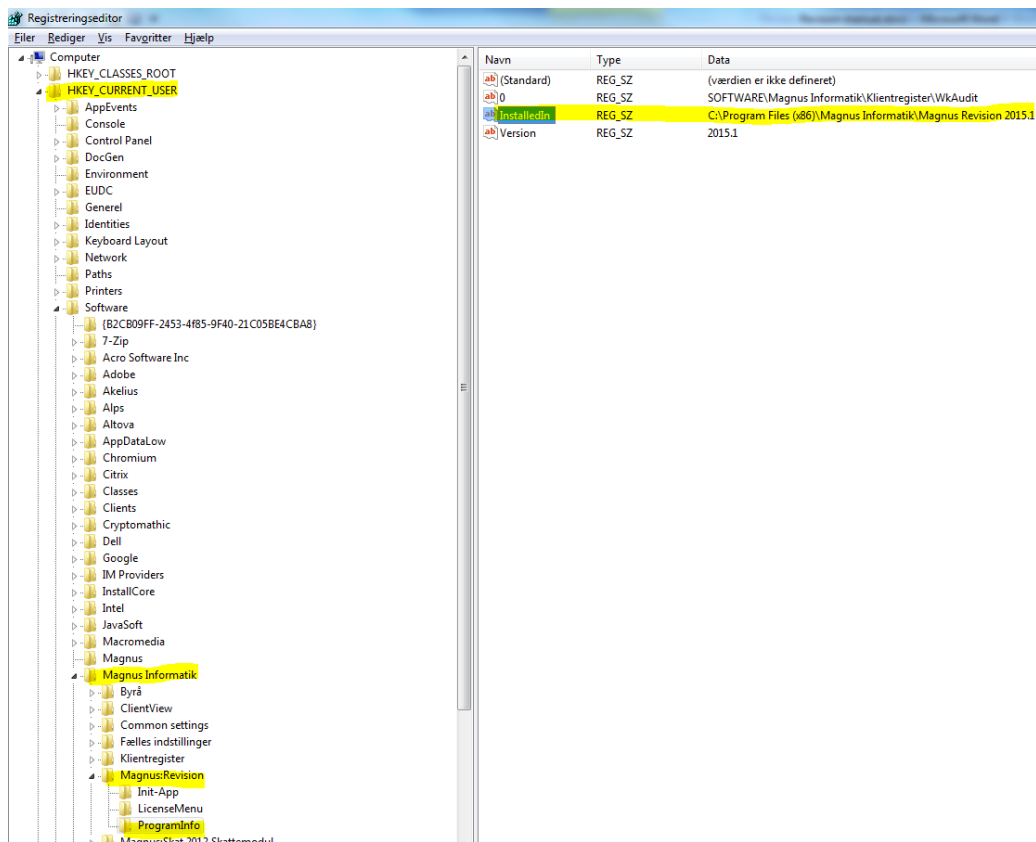 Registreringseditor
Filer Rediger Vis Favoritter Hjælp
Computer
HKEY_CLASSES_ROOT
HKEY_CURRENT_USER
AppEvents
Console
Control Panel
DocGen
Environment
EUDC
Generel
Identities
Keyboard Layout
Network
Paths
Printers
Software
{B2CB09FF-2453-4f85-9F40-21C05BE4CBA8}
7-Zip
Acro Software Inc
Adobe
Akelius
Alps
Altova
AppDataLow
Chromium
Citrix
Classes
Clients
Cryptomathic
Dell
Google
IM Providers
InstallCore
Intel
JavaSoft
Macromedia
Magnus
Magnus Informatik
Byrå
ClientView
Common settings
Fælles indstillinger
Klientregister
Magnus:Revision
Init-App
LicenseMenu
ProgramInfo
Magnus:Skat 2013 Skattemodul
Navn Type Data
(Standard) REG_SZ (værdien er ikke defineret)
0 REG_SZ SOFTWARE\Magnus Informatik\Klientregister\WkAudit
InstalledIn REG_SZ C:\Program Files (x86)\Magnus Informatik\Magnus Revision 2015.1
Version REG_SZ 2015.1